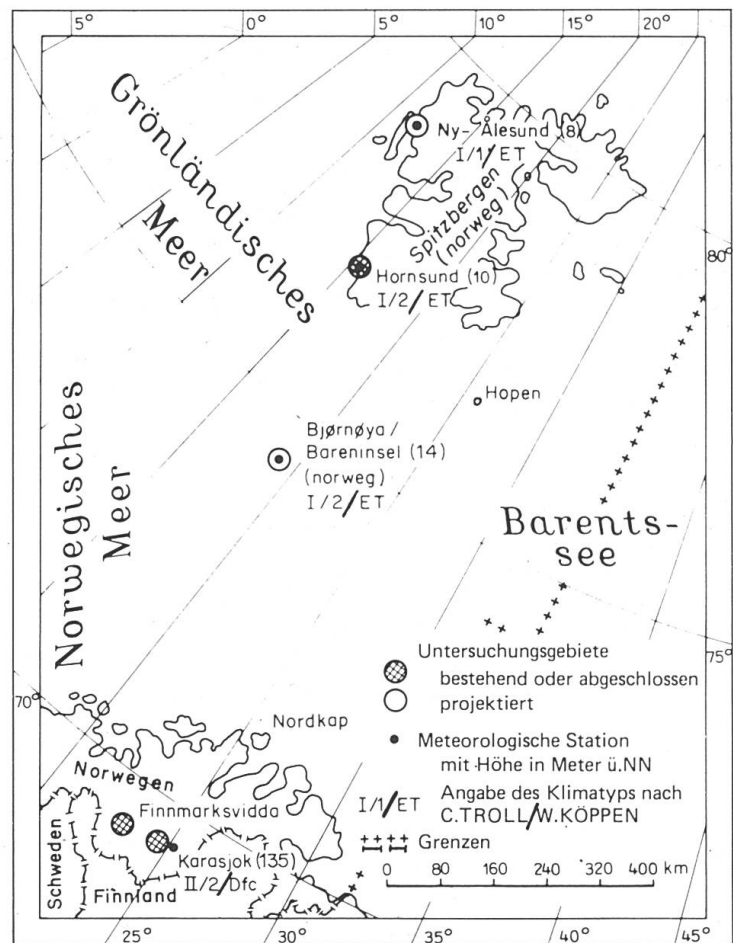 5° 0° 5° 10° 15° 20°
Grönländisches
Meer
Ny-Ålesund (8)
I/1/ET
Spitzbergen
(norweg)
Hornsund (10)
I/2/ET
80°
Hopen
Bjørnøya/
Bareninsel (14)
(norweg)
I/2/ET
Norwegisches
Meer
Barents-
see
75°
70°
Untersuchungsgebiete
bestehend oder abgeschlossen
projektiert
Meteorologische Station
mit Höhe in Meter ü.NN
I/1/ET Angabe des Klimatyps nach
C.TROLL/W.KÖPPEN
Grenzen
0 80 160 240 320 400 km
Nordkap
Norwegen
Finnmarksvidda
Schweden
Karasjok (135)
II/2/Dfc
Finnland
25° 30° 35° 40° 45°